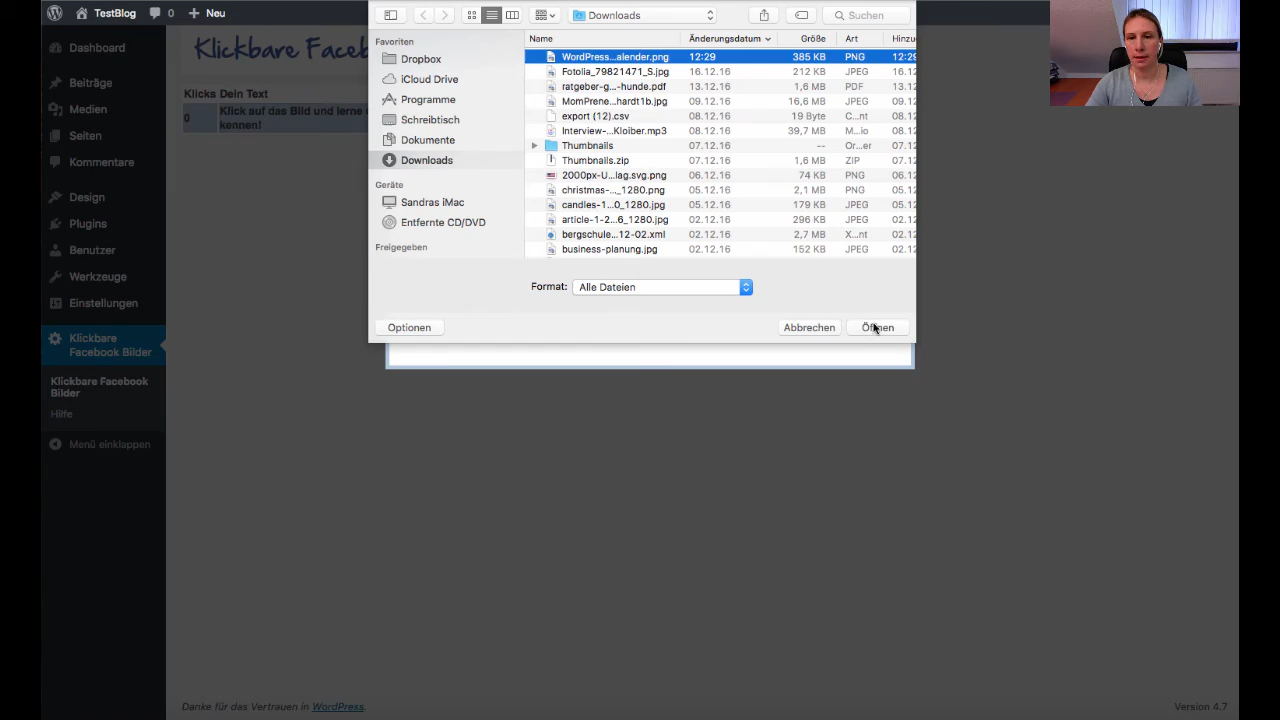 TestBlog 0 Neu
Dashboard
Beiträge
Medien
Seiten
Kommentare
Design
Plugins
Benutzer
Werkzeuge
Einstellungen
Klickbare
Facebook Bilder
Klickbare Facebook
Bilder
Hilfe
Menü einklappen
Klickbare Faceb
Klicks Dein Text
0 Klick auf das Bild und lerne
kennen!
Downloads
Suchen
Favoriten
Dropbox
iCloud Drive
Programme
Schreibtisch
Dokumente
Downloads
Geräte
Sandras iMac
Entfernte CD/DVD
Freigegeben
Name Änderungsdatum Größe Art Hinzu
WordPress...alender.png 12:29 385 KB PNG 12:29
Fotolia_79821471_S.jpg 16.12.16 212 KB JPEG 16.12
ratgeber-g...-hunde.pdf 13.12.16 1,6 MB PDF 13.12
MomPrene...hardt1b.jpg 09.12.16 16,6 MB JPEG 09.12
export (12).csv 08.12.16 19 Byte C...nt 08.12
Interview-...Kloiber.mp3 08.12.16 39,7 MB M...io 08.12
Thumbnails 07.12.16 -- Or...er 07.12
Thumbnails.zip 07.12.16 1,6 MB ZIP 07.12
2000px-U...lag.svg.png 06.12.16 74 KB PNG 06.12
christmas-..._1280.png 05.12.16 2,1 MB PNG 05.12
candles-1...0_1280.jpg 05.12.16 179 KB JPEG 05.12
article-1-2...6_1280.jpg 02.12.16 296 KB JPEG 02.12
bergschule...12-02.xml 02.12.16 2,7 MB X...nt 02.12
business-planung.jpg 02.12.16 152 KB JPEG 02.12
Format: Alle Dateien
Optionen Abbrechen Öffnen
Danke für das Vertrauen in WordPress. Version 4.7